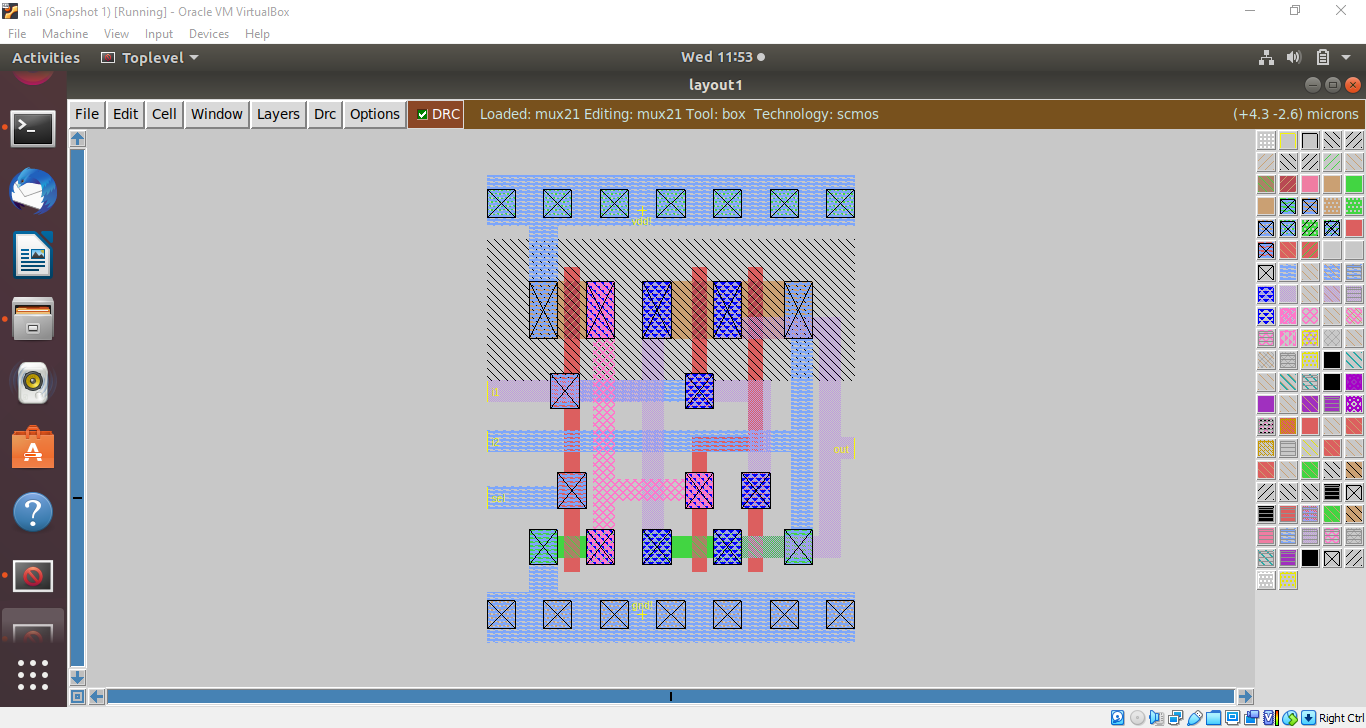 nali (Snapshot 1) [Running] - Oracle VM VirtualBox
File Machine View Input Devices Help
Activities Toplevel Wed 11:53
layout1
File Edit Cell Window Layers Drc Options DRC Loaded: mux21 Editing: mux21 Tool: box Technology: scmos (+4.3 -2.6) microns
vdd!
out
sel
gnd!
Right Ctrl